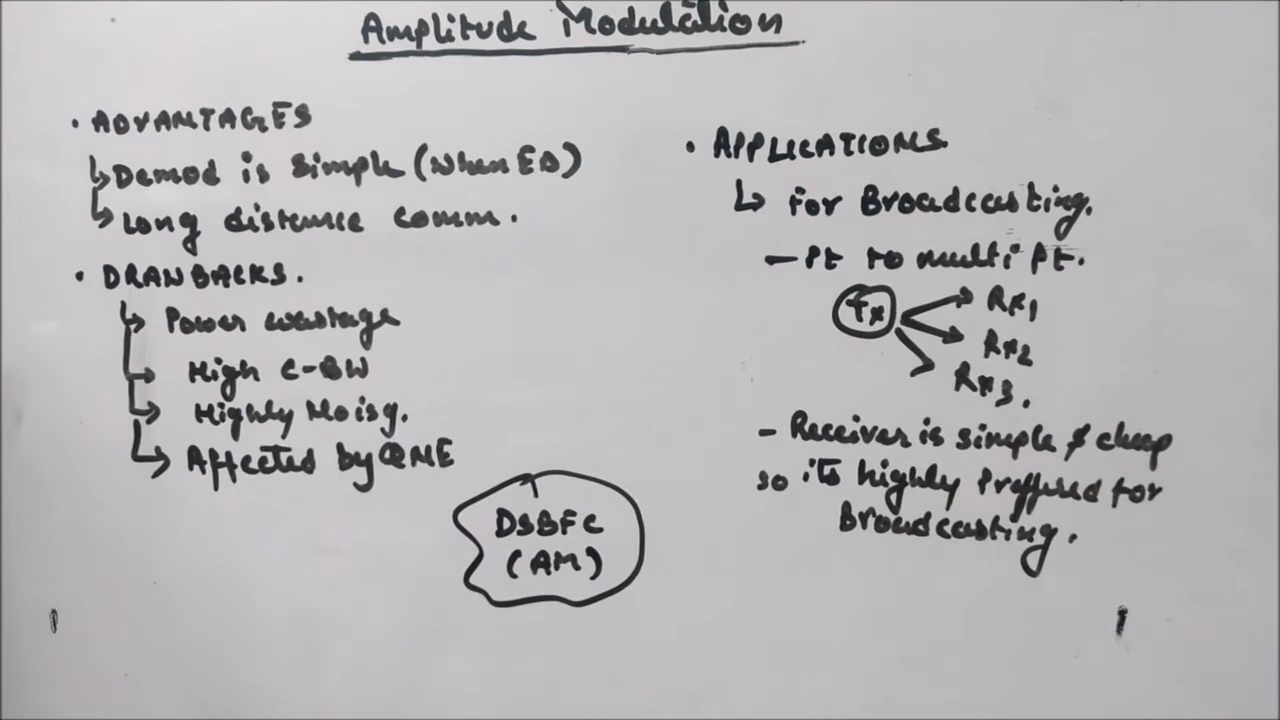 Amplitude Modulation
• ADVANTAGES
Demod is Simple (When ED)
Long distance comm.
• DRAWBACKS.
Power wastage
High C-BW
Highly Noisy.
Affected by QNE
DSBFC
(AM)
• APPLICATIONS
for Broadcasting.
- Pt to multi pt.
Tx
Rx1
Rx2
Rx3.
- Receiver is simple & cheap
so its highly Preffered for
Broadcasting.